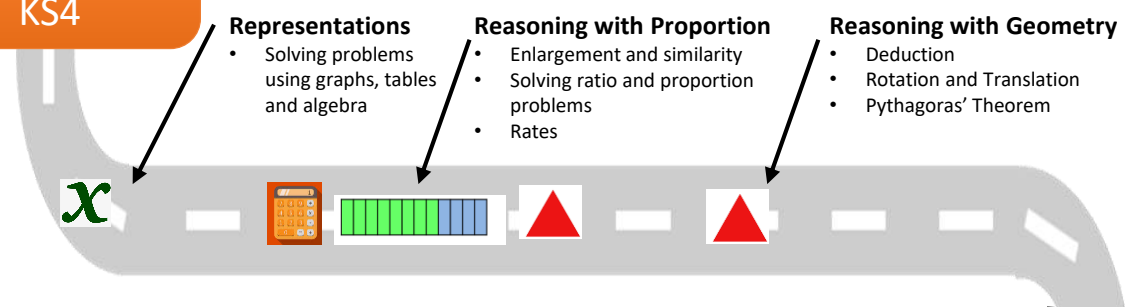 KS4
Representations
• Solving problems
using graphs, tables
and algebra
Reasoning with Proportion
• Enlargement and similarity
• Solving ratio and proportion
problems
• Rates
Reasoning with Geometry
• Deduction
• Rotation and Translation
• Pythagoras’ Theorem
x